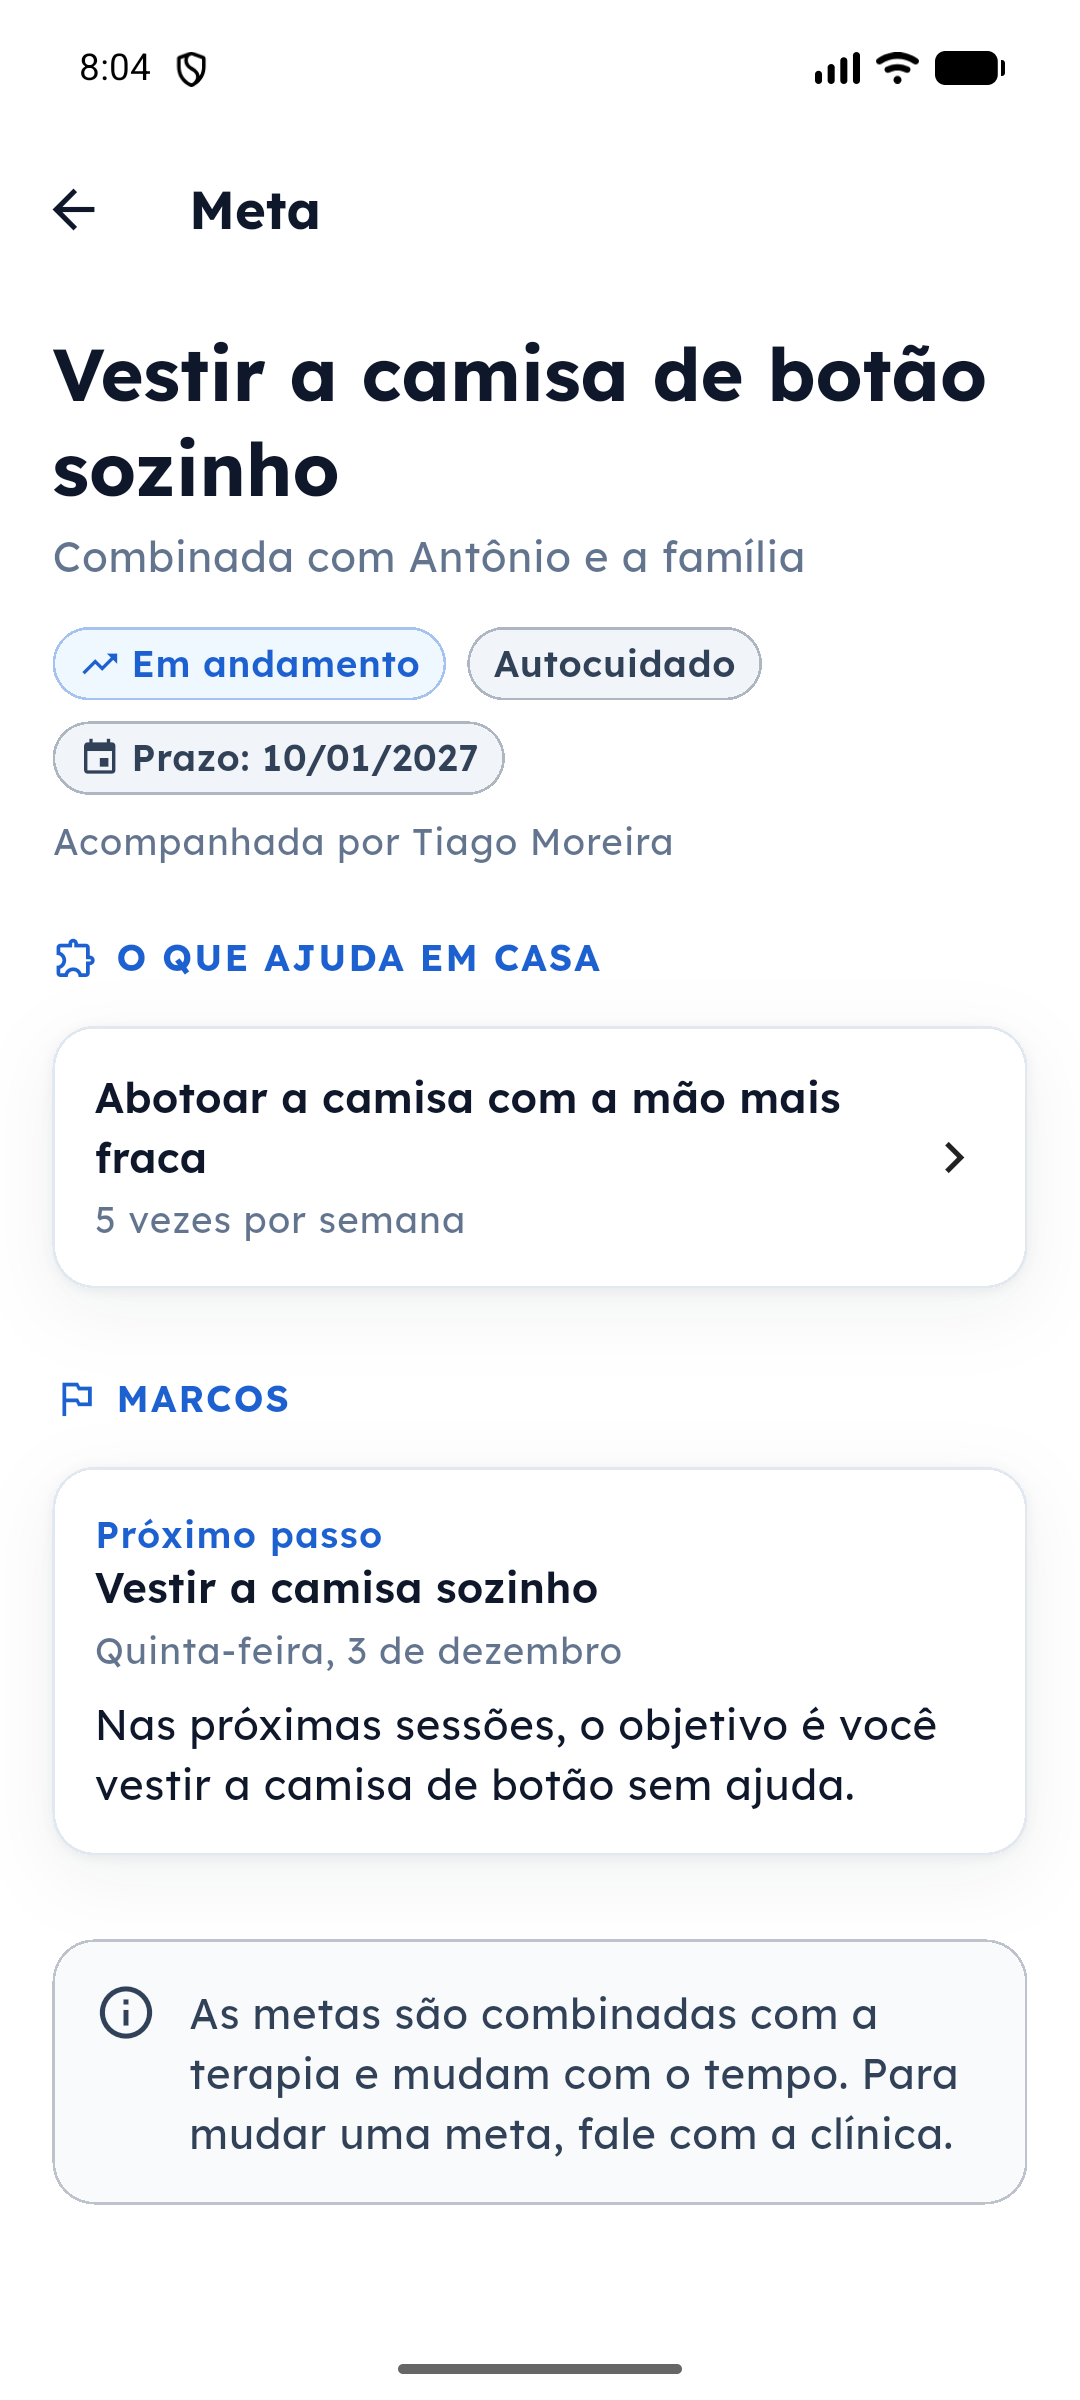 8:04
Meta
Vestir a camisa de botão
sozinho
Combinada com Antônio e a família
Em andamento
Autocuidado
Prazo: 10/01/2027
Acompanhada por Tiago Moreira
O QUE AJUDA EM CASA
Abotoar a camisa com a mão mais
fraca
5 vezes por semana
MARCOS
Próximo passo
Vestir a camisa sozinho
Quinta-feira, 3 de dezembro
Nas próximas sessões, o objetivo é você
vestir a camisa de botão sem ajuda.
As metas são combinadas com a
terapia e mudam com o tempo. Para
mudar uma meta, fale com a clínica.